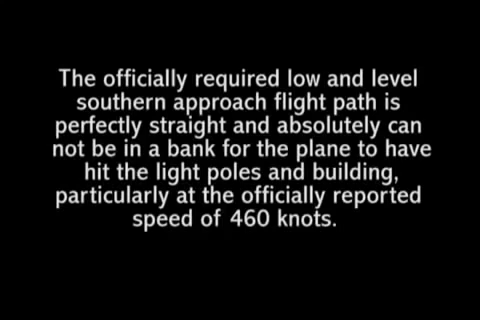 The officially required low and level
southern approach flight path is
perfectly straight and absolutely can
not be in a bank for the plane to have
hit the light poles and building,
particularly at the officially reported
speed of 460 knots.